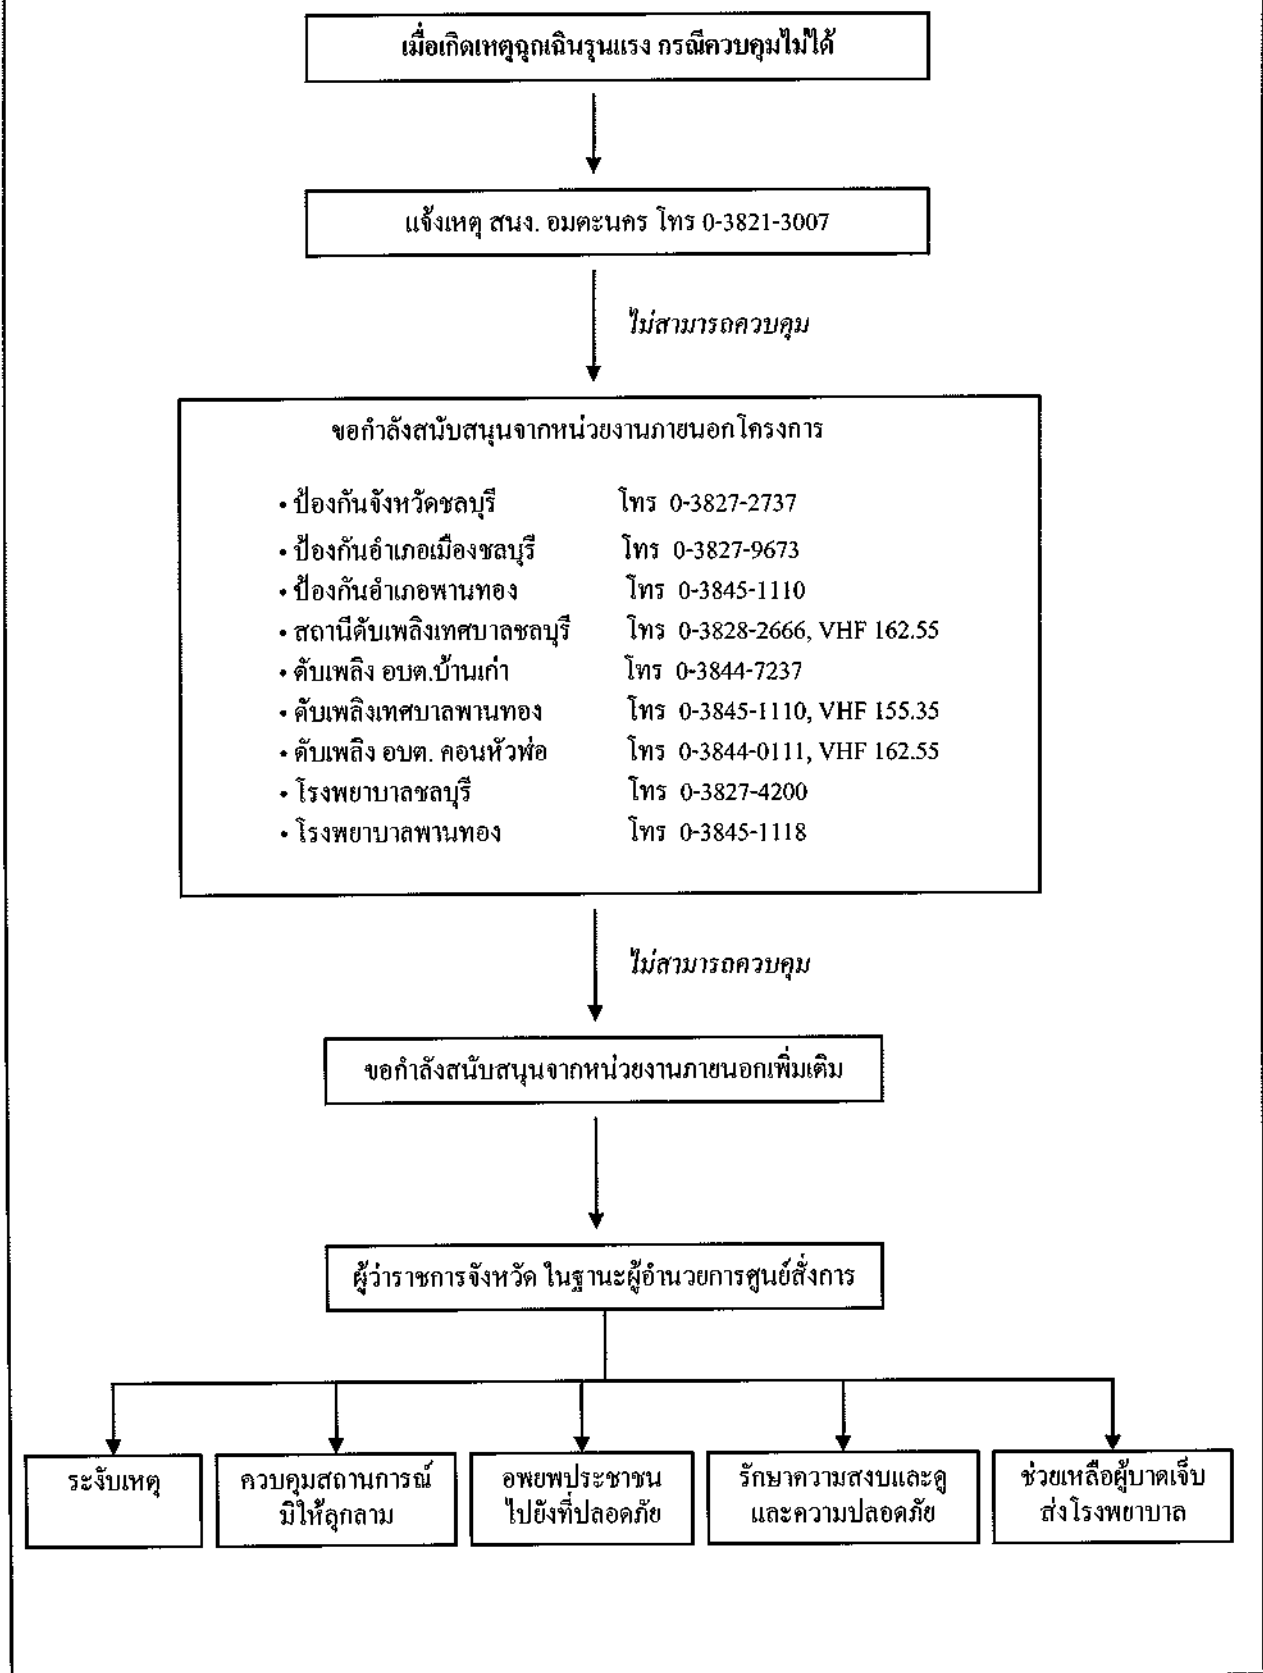 เมื่อเกิดเหตุฉุกเฉินรุนแรง กรณีควบคุมไม่ได้
แจ้งเหตุ สนง. อมตะนคร โทร 0-3821-3007
ไม่สามารถควบคุม
ขอกำลังสนับสนุนจากหน่วยงานภายนอกโครงการ
• ป้องกันจังหวัดชลบุรี โทร 0-3827-2737
• ป้องกันอำเภอเมืองชลบุรี โทร 0-3827-9673
• ป้องกันอำเภอพานทอง โทร 0-3845-1110
• สถานีดับเพลิงเทศบาลชลบุรี โทร 0-3828-2666, VHF 162.55
• ดับเพลิง อบต.บ้านเก่า โทร 0-3844-7237
• ดับเพลิงเทศบาลพานทอง โทร 0-3845-1110, VHF 155.35
• ดับเพลิง อบต. ดอนหัวฬ่อ โทร 0-3844-0111, VHF 162.55
• โรงพยาบาลชลบุรี โทร 0-3827-4200
• โรงพยาบาลพานทอง โทร 0-3845-1118
ไม่สามารถควบคุม
ขอกำลังสนับสนุนจากหน่วยงานภายนอกเพิ่มเติม
ผู้ว่าราชการจังหวัด ในฐานะผู้อำนวยการศูนย์สั่งการ
ระงับเหตุ
ควบคุมสถานการณ์
มิให้ลุกลาม
อพยพประชาชน
ไปยังที่ปลอดภัย
รักษาความสงบและดู
และความปลอดภัย
ช่วยเหลือผู้บาดเจ็บ
ส่งโรงพยาบาล